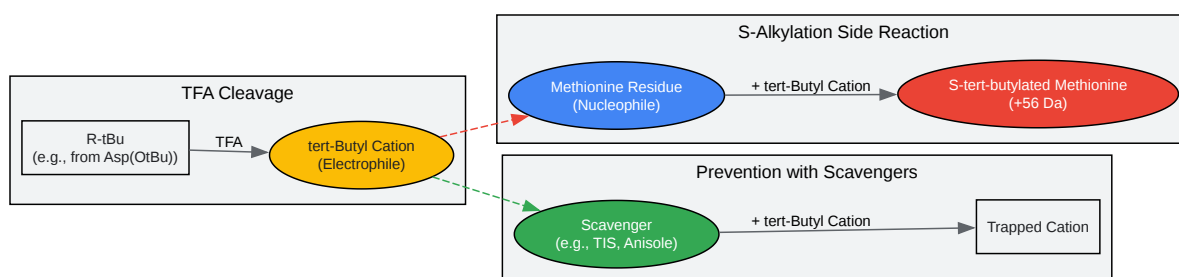 TFA Cleavage
R-tBu
(e.g., from Asp(OtBu))
TFA
tert-Butyl Cation
(Electrophile)
S-Alkylation Side Reaction
Methionine Residue
(Nucleophile)
+ tert-Butyl Cation
S-tert-butylated Methionine
(+56 Da)
Prevention with Scavengers
Scavenger
(e.g., TIS, Anisole)
+ tert-Butyl Cation
Trapped Cation